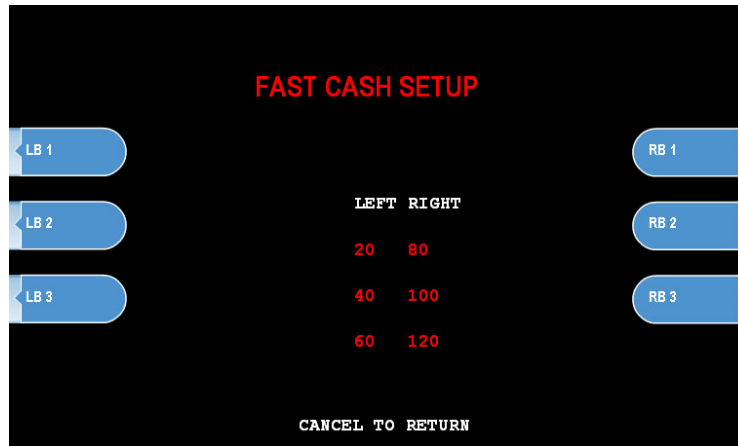 FAST CASH SETUP
LB 1
RB 1
LEFT RIGHT
LB 2
RB 2
20 80
LB 3
RB 3
40 100
60 120
CANCEL TO RETURN